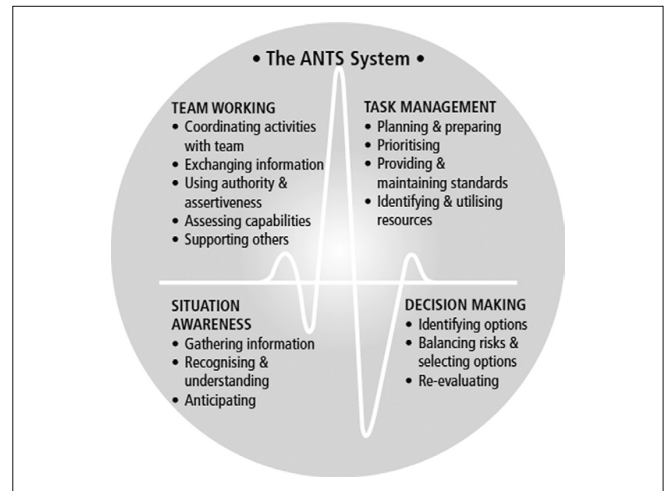 • The ANTS System •
TEAM WORKING
• Coordinating activities
with team
• Exchanging information
• Using authority &
assertiveness
• Assessing capabilities
• Supporting others
TASK MANAGEMENT
• Planning & preparing
• Prioritising
• Providing &
maintaining standards
• Identifying & utilising
resources
SITUATION
AWARENESS
• Gathering information
• Recognising &
understanding
• Anticipating
DECISION MAKING
• Identifying options
• Balancing risks &
selecting options
• Re-evaluating